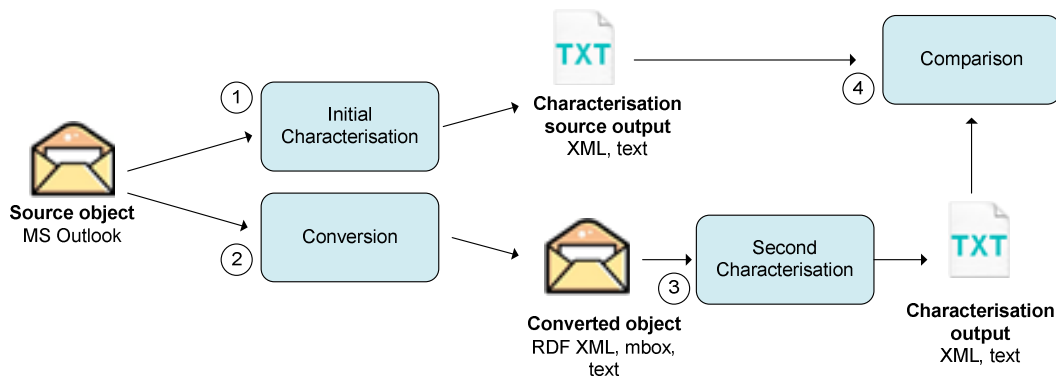 1
Initial
Characterisation
TXT
Characterisation
source output
XML, text
4
Comparison
Source object
MS Outlook
2
Conversion
Converted object
RDF XML, mbox,
text
3
Second
Characterisation
TXT
Characterisation
output
XML, text